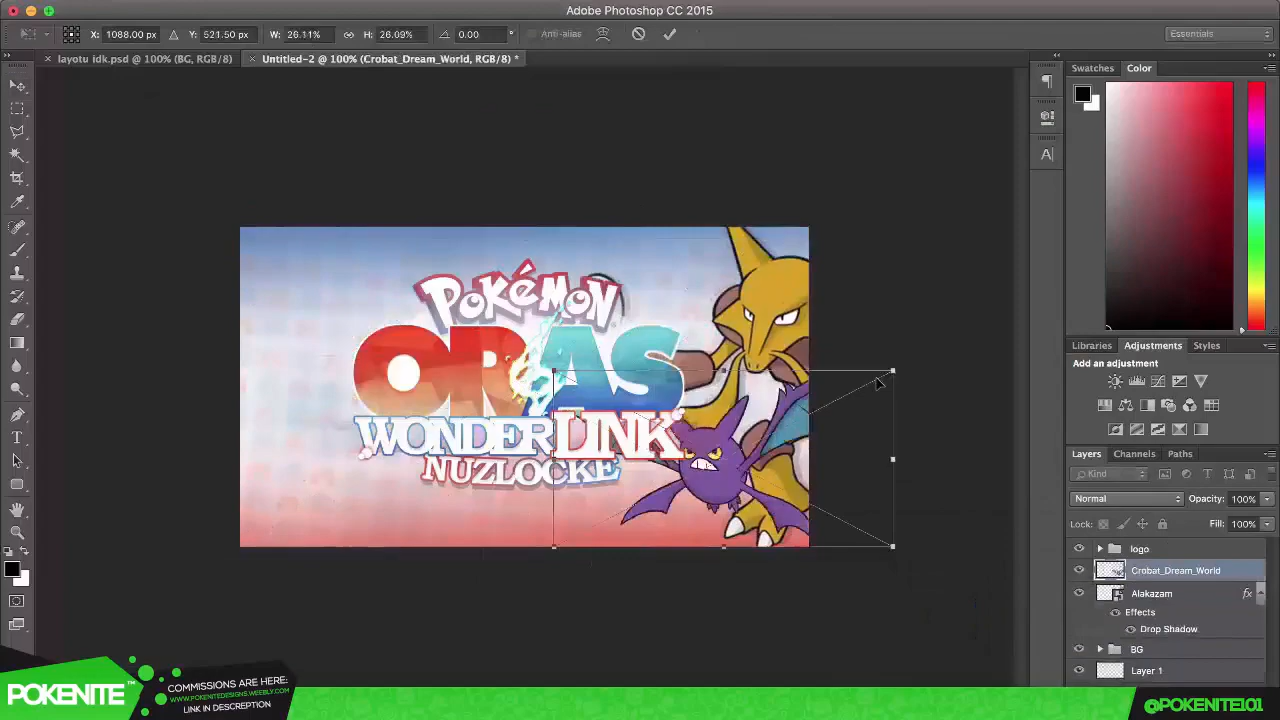 Adobe Photoshop CC 2015
X: 1088.00 px Y: 521.50 px W: 26.11% H: 26.09% 0.00 ° Anti-alias Essentials
layotu idk.psd @ 100% (BG, RGB/8) Untitled-2 @ 100% (Crobat_Dream_World, RGB/8) *
Swatches Color
POKéMON
ORAS
WONDERLINK
NUZLOCKE
Libraries Adjustments Styles
Add an adjustment
Layers Channels Paths
Kind
Normal Opacity: 100%
Lock: Fill: 100%
logo
Crobat_Dream_World
Alakazam fx
Effects
Drop Shadow
BG
Layer 1
POKENITE™
COMMISSIONS ARE HERE:
WWW.POKENITEDESIGNS.WEEBLY.COM
LINK IN DESCRIPTION
@POKENITE101